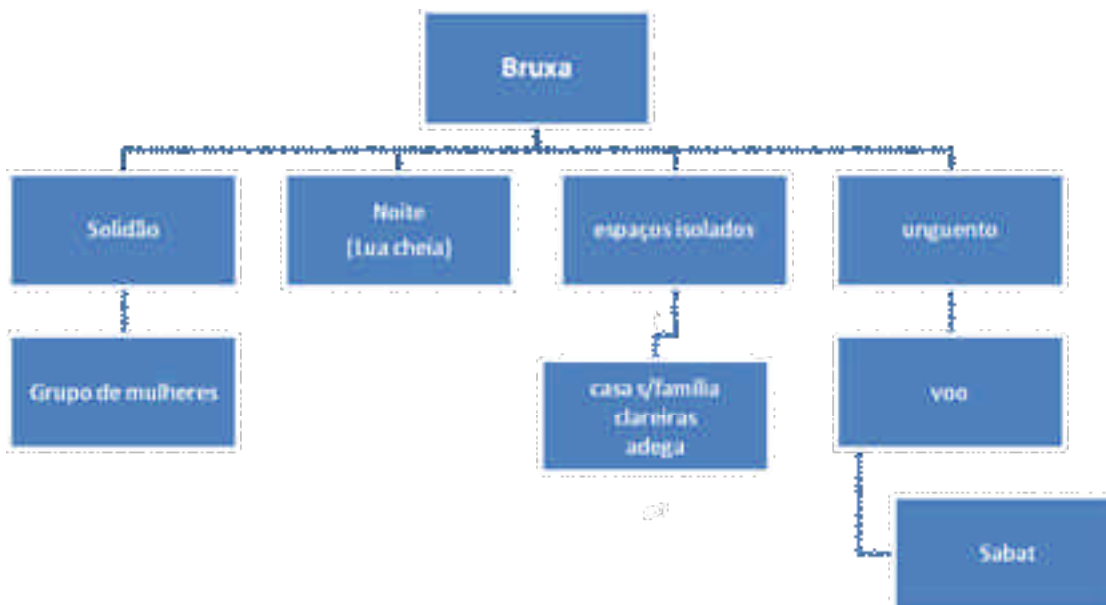 Bruxa
Solidão
Noite
(Lua cheia)
espaços isolados
unguento
Grupo de mulheres
casa s/família
clareiras
adega
voo
Sabat